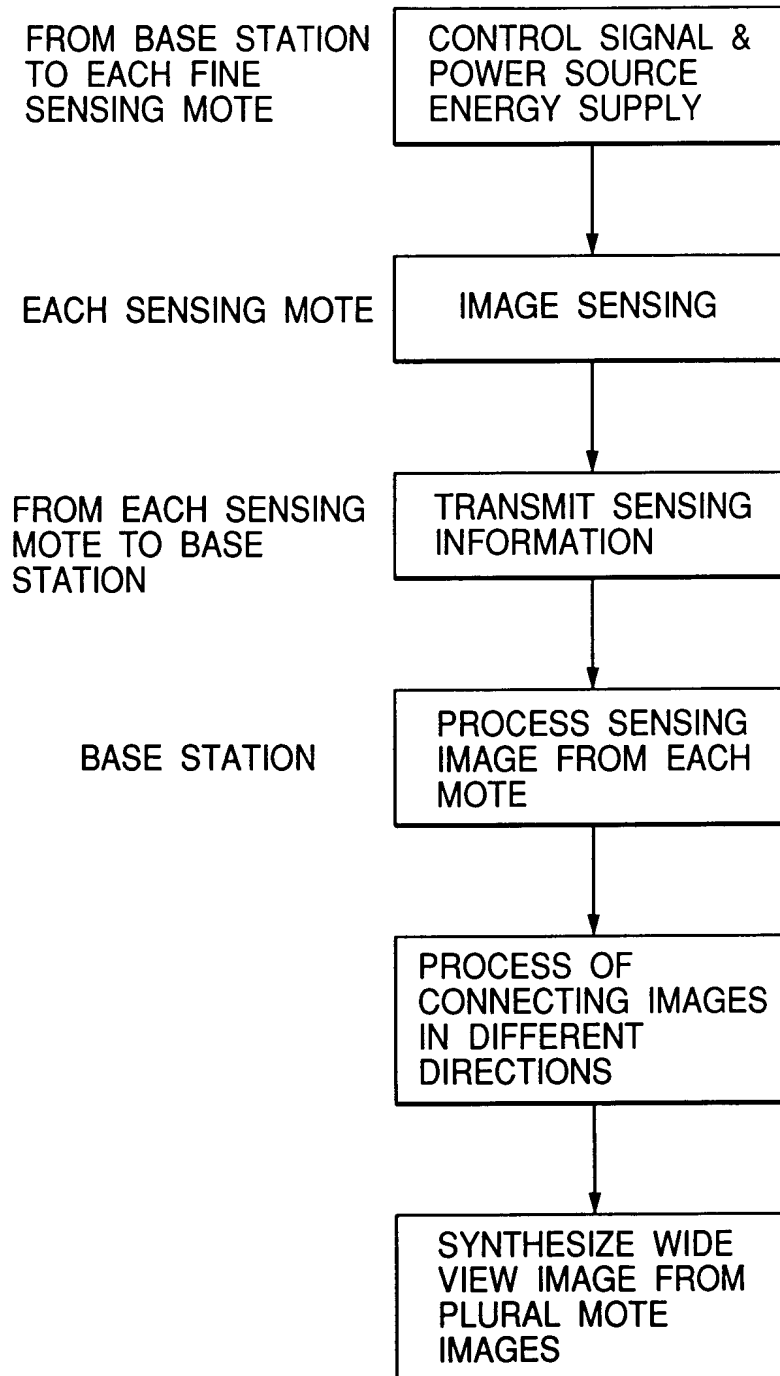 FROM BASE STATION
TO EACH FINE
SENSING MOTE
CONTROL SIGNAL &
POWER SOURCE
ENERGY SUPPLY
EACH SENSING MOTE
IMAGE SENSING
FROM EACH SENSING
MOTE TO BASE
STATION
TRANSMIT SENSING
INFORMATION
BASE STATION
PROCESS SENSING
IMAGE FROM EACH
MOTE
PROCESS OF
CONNECTING IMAGES
IN DIFFERENT
DIRECTIONS
SYNTHESIZE WIDE
VIEW IMAGE FROM
PLURAL MOTE
IMAGES